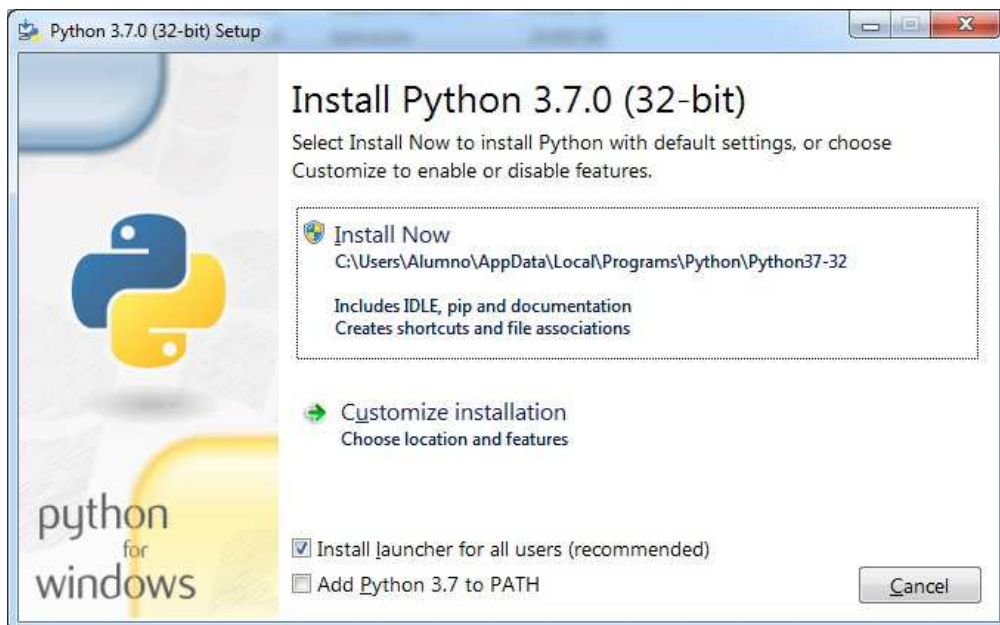 Python 3.7.0 (32-bit) Setup
Install Python 3.7.0 (32-bit)
Select Install Now to install Python with default settings, or choose
Customize to enable or disable features.
Install Now
C:\Users\Alumno\AppData\Local\Programs\Python\Python37-32
Includes IDLE, pip and documentation
Creates shortcuts and file associations
Customize installation
Choose location and features
python
for
windows
Install launcher for all users (recommended)
Add Python 3.7 to PATH
Cancel